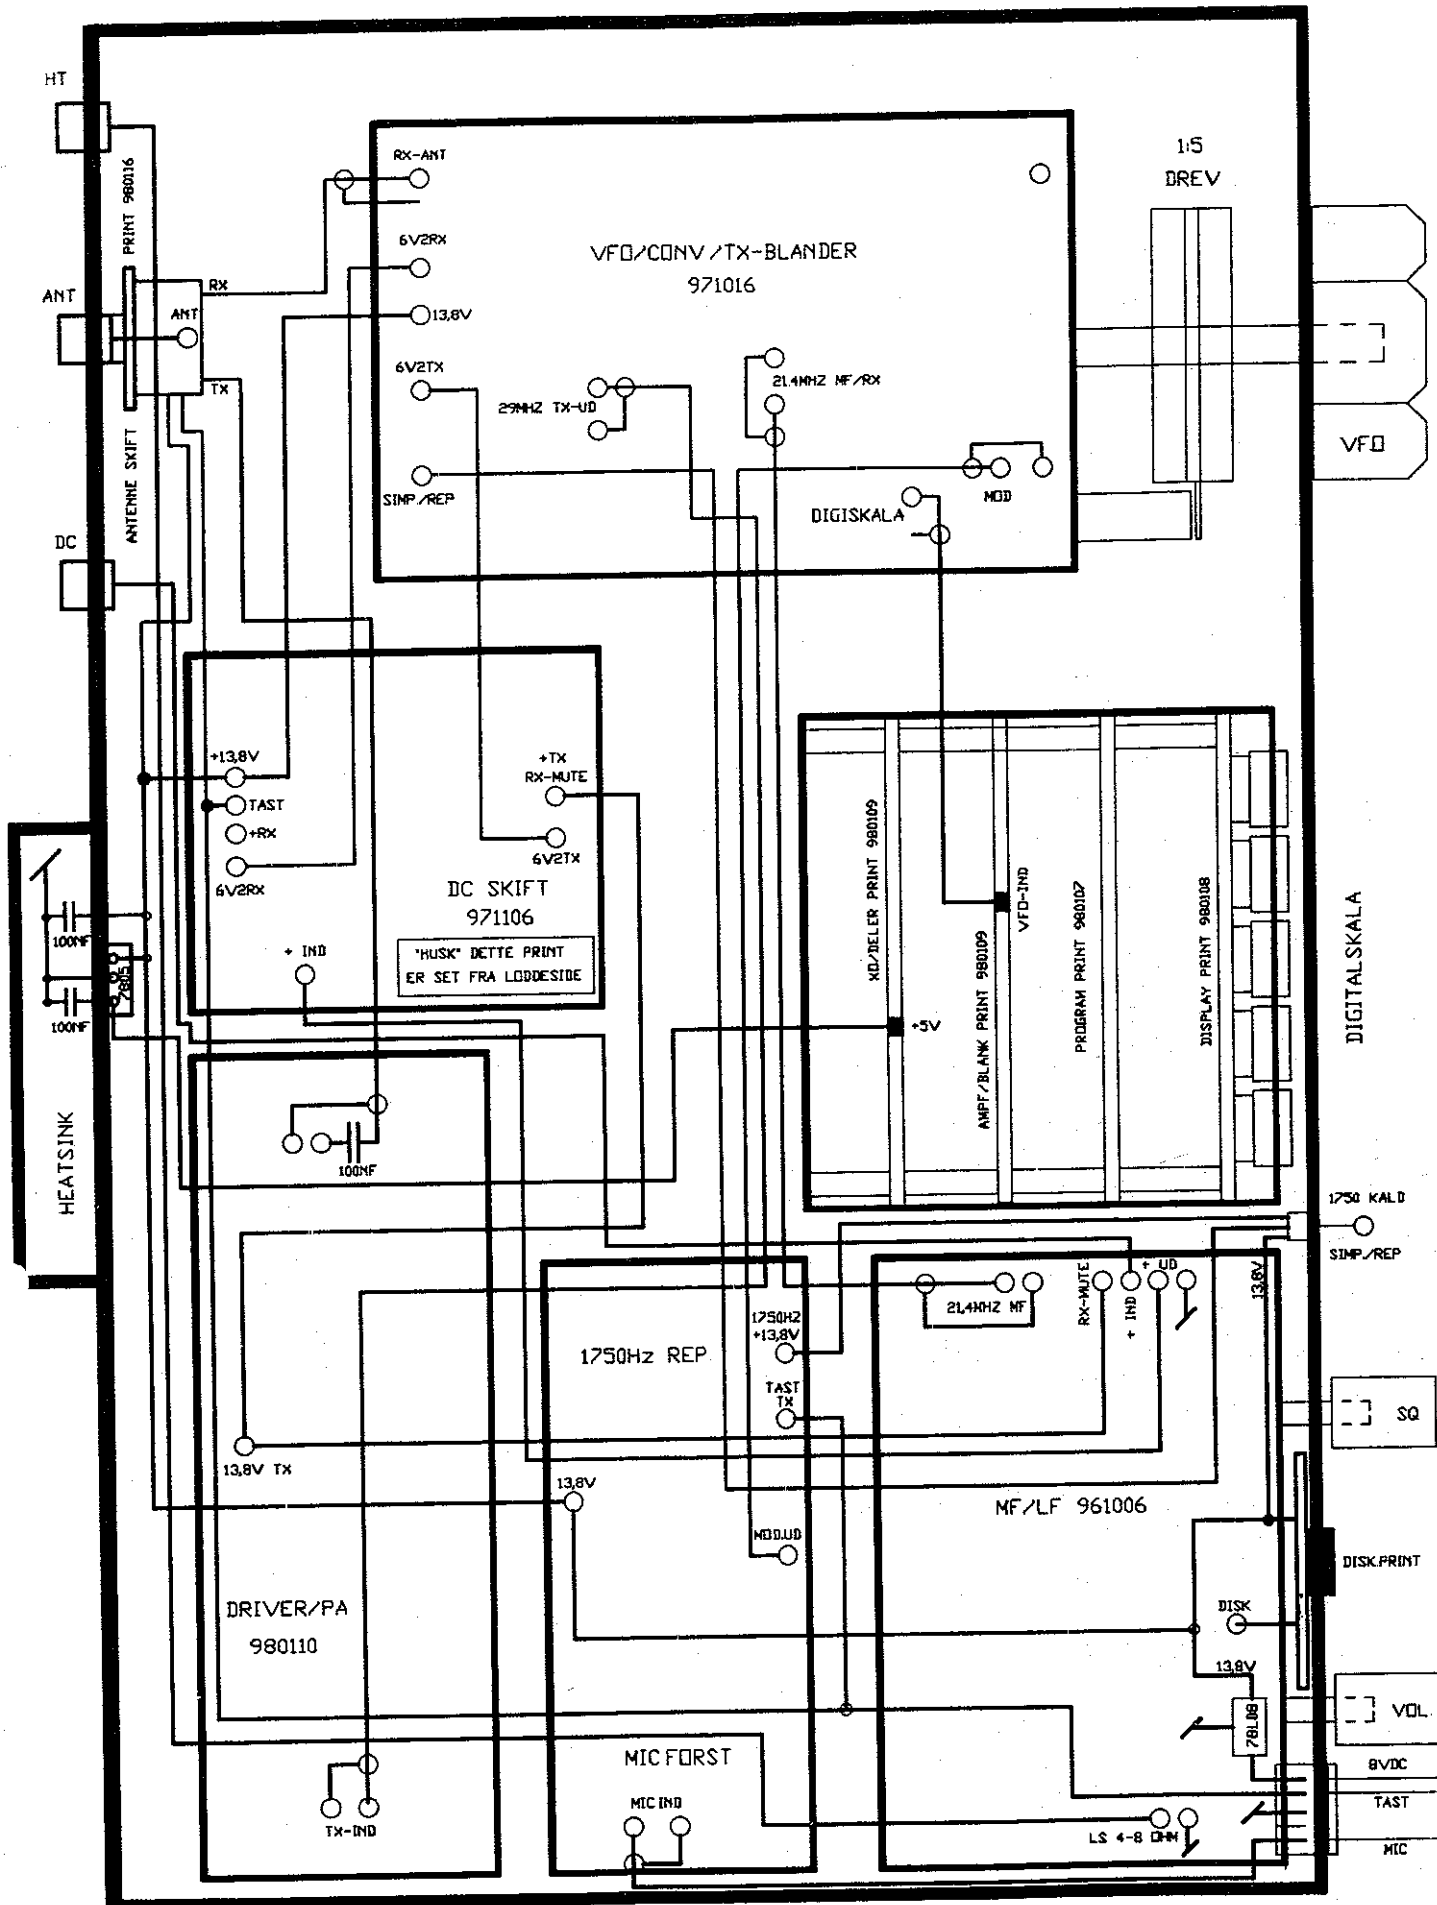 HT
PRINT 980116
ANT
ANT
RX
TX
ANTENNE SKIFT
DC
RX-ANT
6V2RX
13,8V
6V2TX
SIMP./REP
VFO/CONV/TX-BLANDER
971016
29MHZ TX-UD
21.4MHZ MF/RX
MOD
DIGISKALA
1:5
DREV
VFO
+13,8V
TAST
+RX
6V2RX
+TX
RX-MUTE
6V2TX
DC SKIFT
971106
"HUSK" DETTE PRINT
ER SET FRA LODDESIDE
+ IND
100NF
7805
100NF
HEATSINK
XO/DELER PRINT 980109
+5V
AMPF/BLANK PRINT 980109
VFO-IND
PROGRAM PRINT 980107
DISPLAY PRINT 980108
DIGITALSKALA
100NF
1750 KALD
SIMP./REP
13,8V
21,4MHZ MF
RX-MUTE
+ IND
+ UD
1750HZ
+13,8V
1750Hz REP
TAST
TX
13,8V TX
13,8V
MOD.UD
MF/LF 961006
SQ
DISK.PRINT
DISK
DRIVER/PA
980110
13,8V
78L08
VOL
MIC FORST
MIC IND
TX-IND
LS 4-8 OHM
8VDC
TAST
MIC